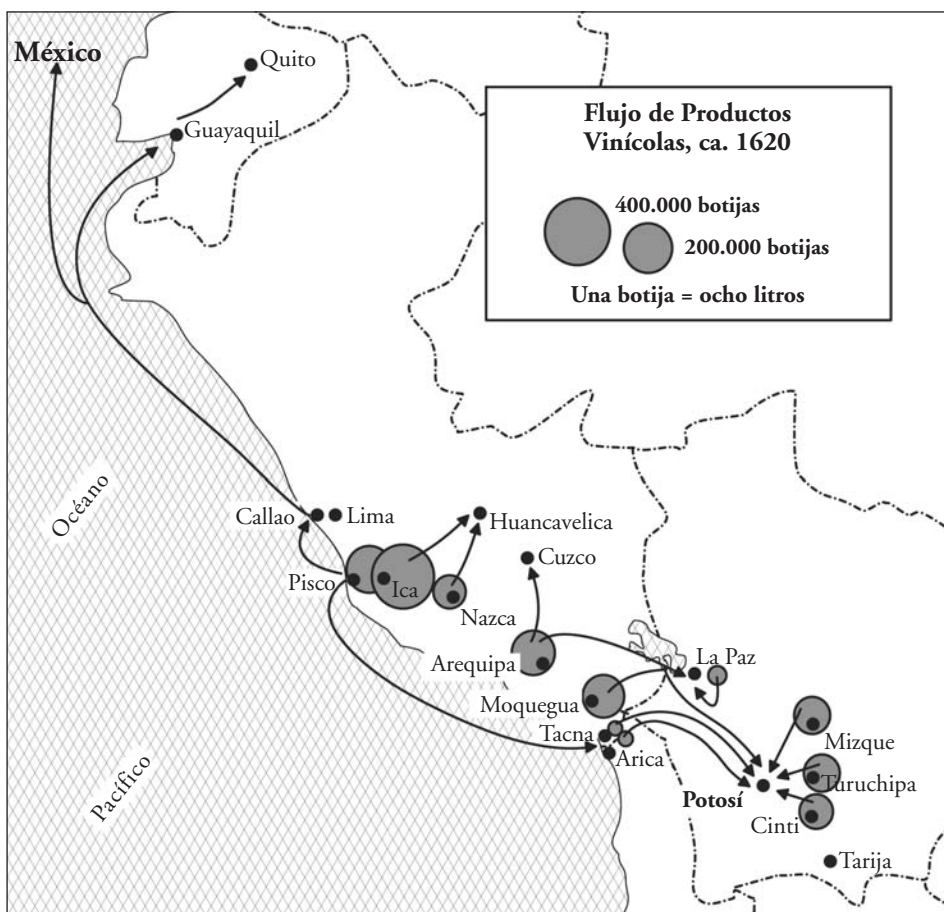 México
Quito
Guayaquil
Flujo de Productos
Vinícolas, ca. 1620
400.000 botijas
200.000 botijas
Una botija = ocho litros
Océano
Pacífico
Callao
Lima
Huancavelica
Pisco
Ica
Nazca
Cuzco
Arequipa
La Paz
Moquegua
Tacna
Arica
Mizque
Turuchipa
Potosí
Cinti
Tarija